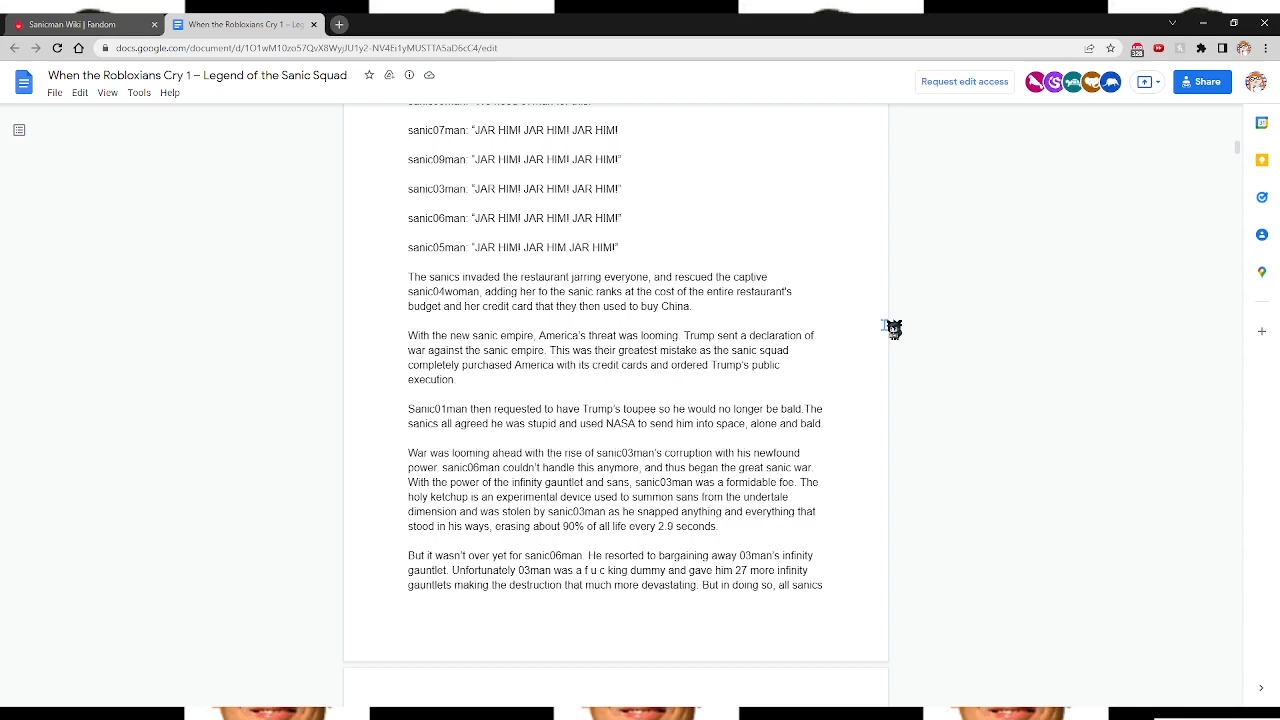 Sanicman Wiki | Fandom
When the Robloxians Cry 1 – Leg
docs.google.com/document/d/1O1wM10zo57QvX8WyjJU1y2-NV4Ei1yMUSTTA5aD6cC4/edit
When the Robloxians Cry 1 – Legend of the Sanic Squad
Request edit access
Share
File Edit View Tools Help
sanic07man: “JAR HIM! JAR HIM! JAR HIM!
sanic09man: “JAR HIM! JAR HIM! JAR HIM!”
sanic03man: “JAR HIM! JAR HIM! JAR HIM!”
sanic06man: “JAR HIM! JAR HIM! JAR HIM!”
sanic05man: “JAR HIM! JAR HIM JAR HIM!”
The sanics invaded the restaurant jarring everyone, and rescued the captive
sanic04woman, adding her to the sanic ranks at the cost of the entire restaurant's
budget and her credit card that they then used to buy China.
With the new sanic empire, America’s threat was looming. Trump sent a declaration of
war against the sanic empire. This was their greatest mistake as the sanic squad
completely purchased America with its credit cards and ordered Trump’s public
execution.
Sanic01man then requested to have Trump’s toupee so he would no longer be bald.The
sanics all agreed he was stupid and used NASA to send him into space, alone and bald.
War was looming ahead with the rise of sanic03man’s corruption with his newfound
power. sanic06man couldn’t handle this anymore, and thus began the great sanic war.
With the power of the infinity gauntlet and sans, sanic03man was a formidable foe. The
holy ketchup is an experimental device used to summon sans from the undertale
dimension and was stolen by sanic03man as he snapped anything and everything that
stood in his ways, erasing about 90% of all life every 2.9 seconds.
But it wasn’t over yet for sanic06man. He resorted to bargaining away 03man’s infinity
gauntlet. Unfortunately 03man was a f u c king dummy and gave him 27 more infinity
gauntlets making the destruction that much more devastating. But in doing so, all sanics